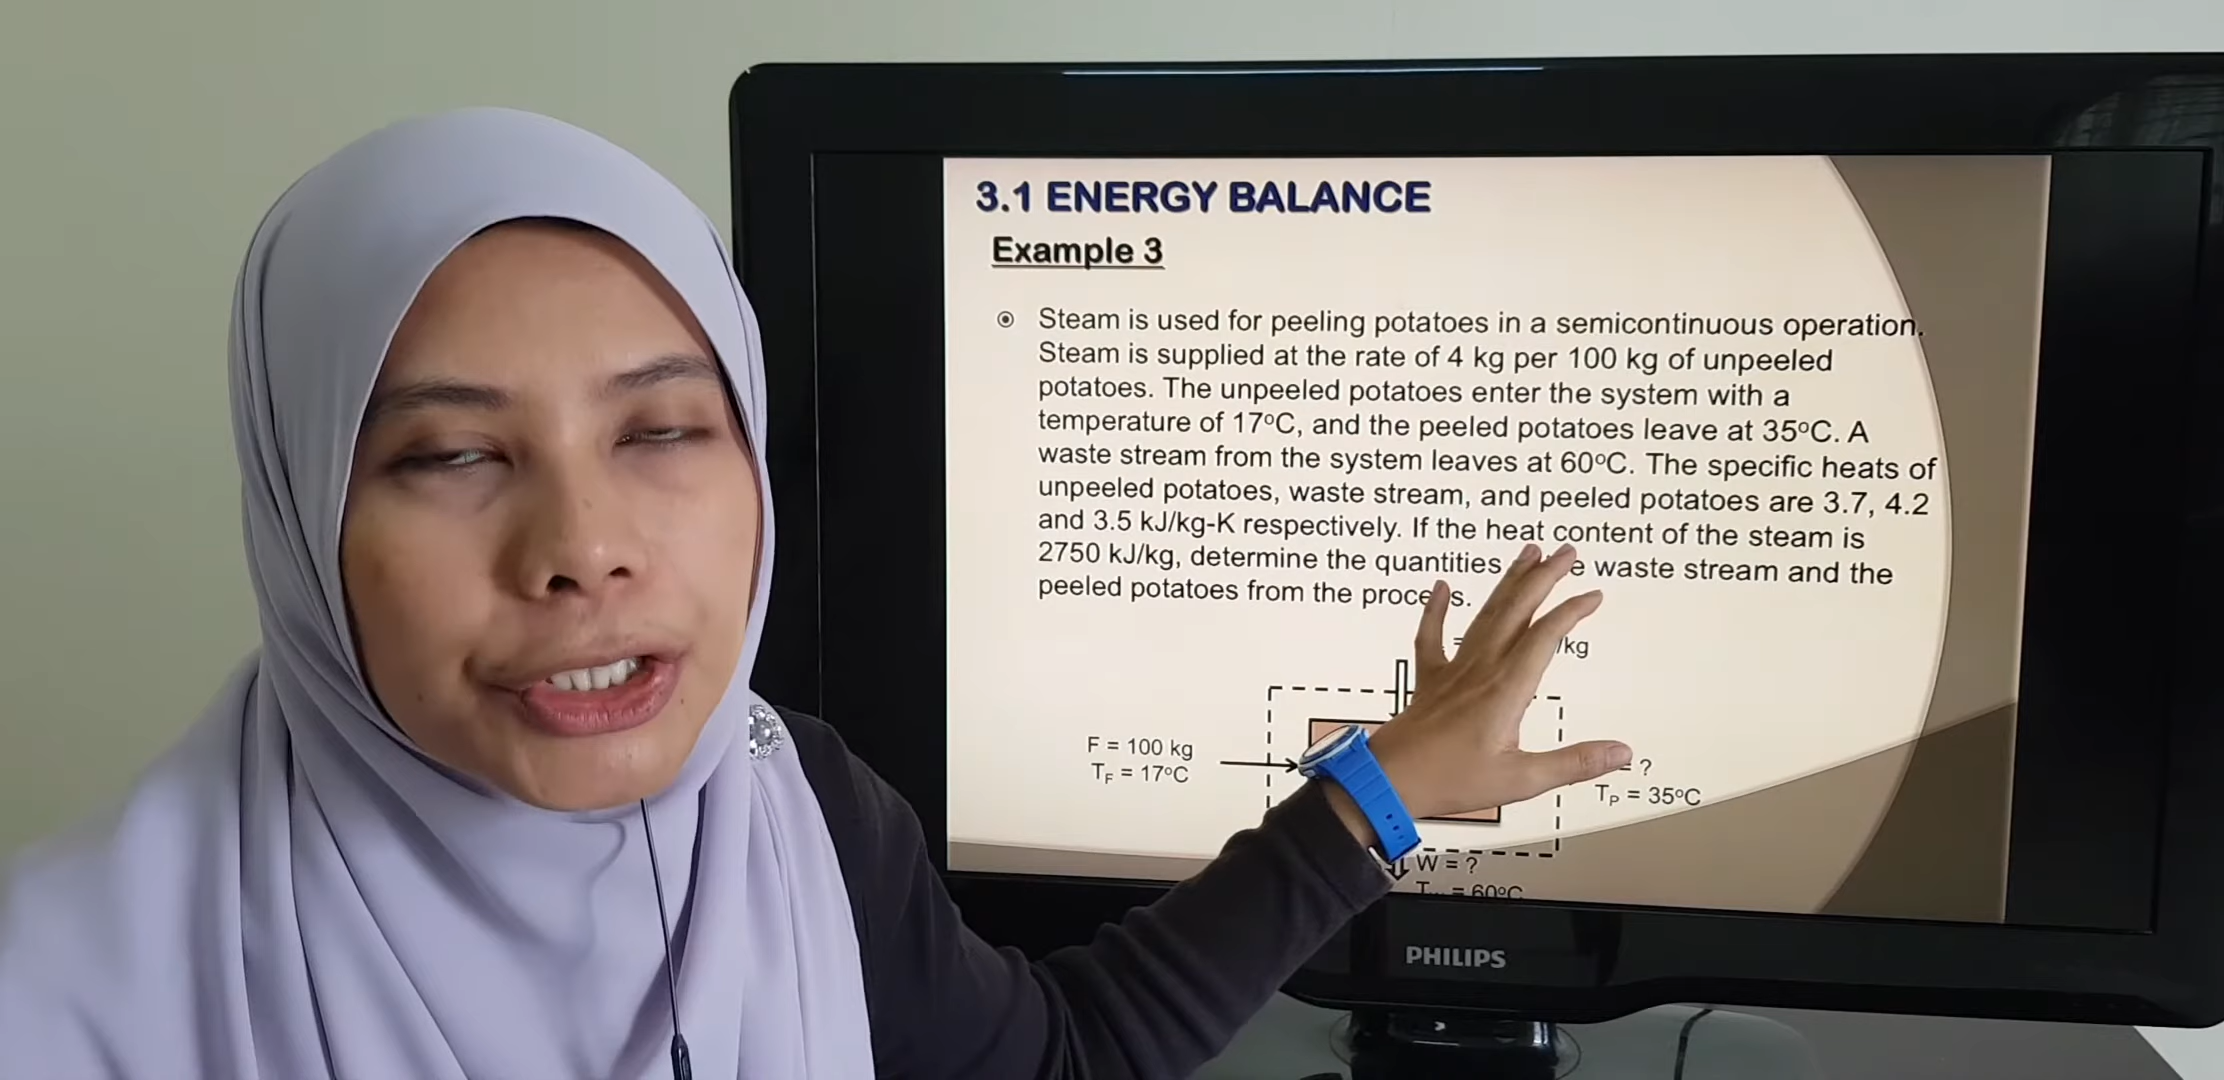 3.1 ENERGY BALANCE
Example 3
Steam is used for peeling potatoes in a semicontinuous operation.
Steam is supplied at the rate of 4 kg per 100 kg of unpeeled
potatoes. The unpeeled potatoes enter the system with a
temperature of 17°C, and the peeled potatoes leave at 35°C. A
waste stream from the system leaves at 60°C. The specific heats of
unpeeled potatoes, waste stream, and peeled potatoes are 3.7, 4.2
and 3.5 kJ/kg-K respectively. If the heat content of the steam is
2750 kJ/kg, determine the quantities waste stream and the
peeled potatoes from the process.
= /kg
F = 100 kg
T_F = 17°C
= ?
T_P = 35°C
W = ?
T = 60°C
PHILIPS